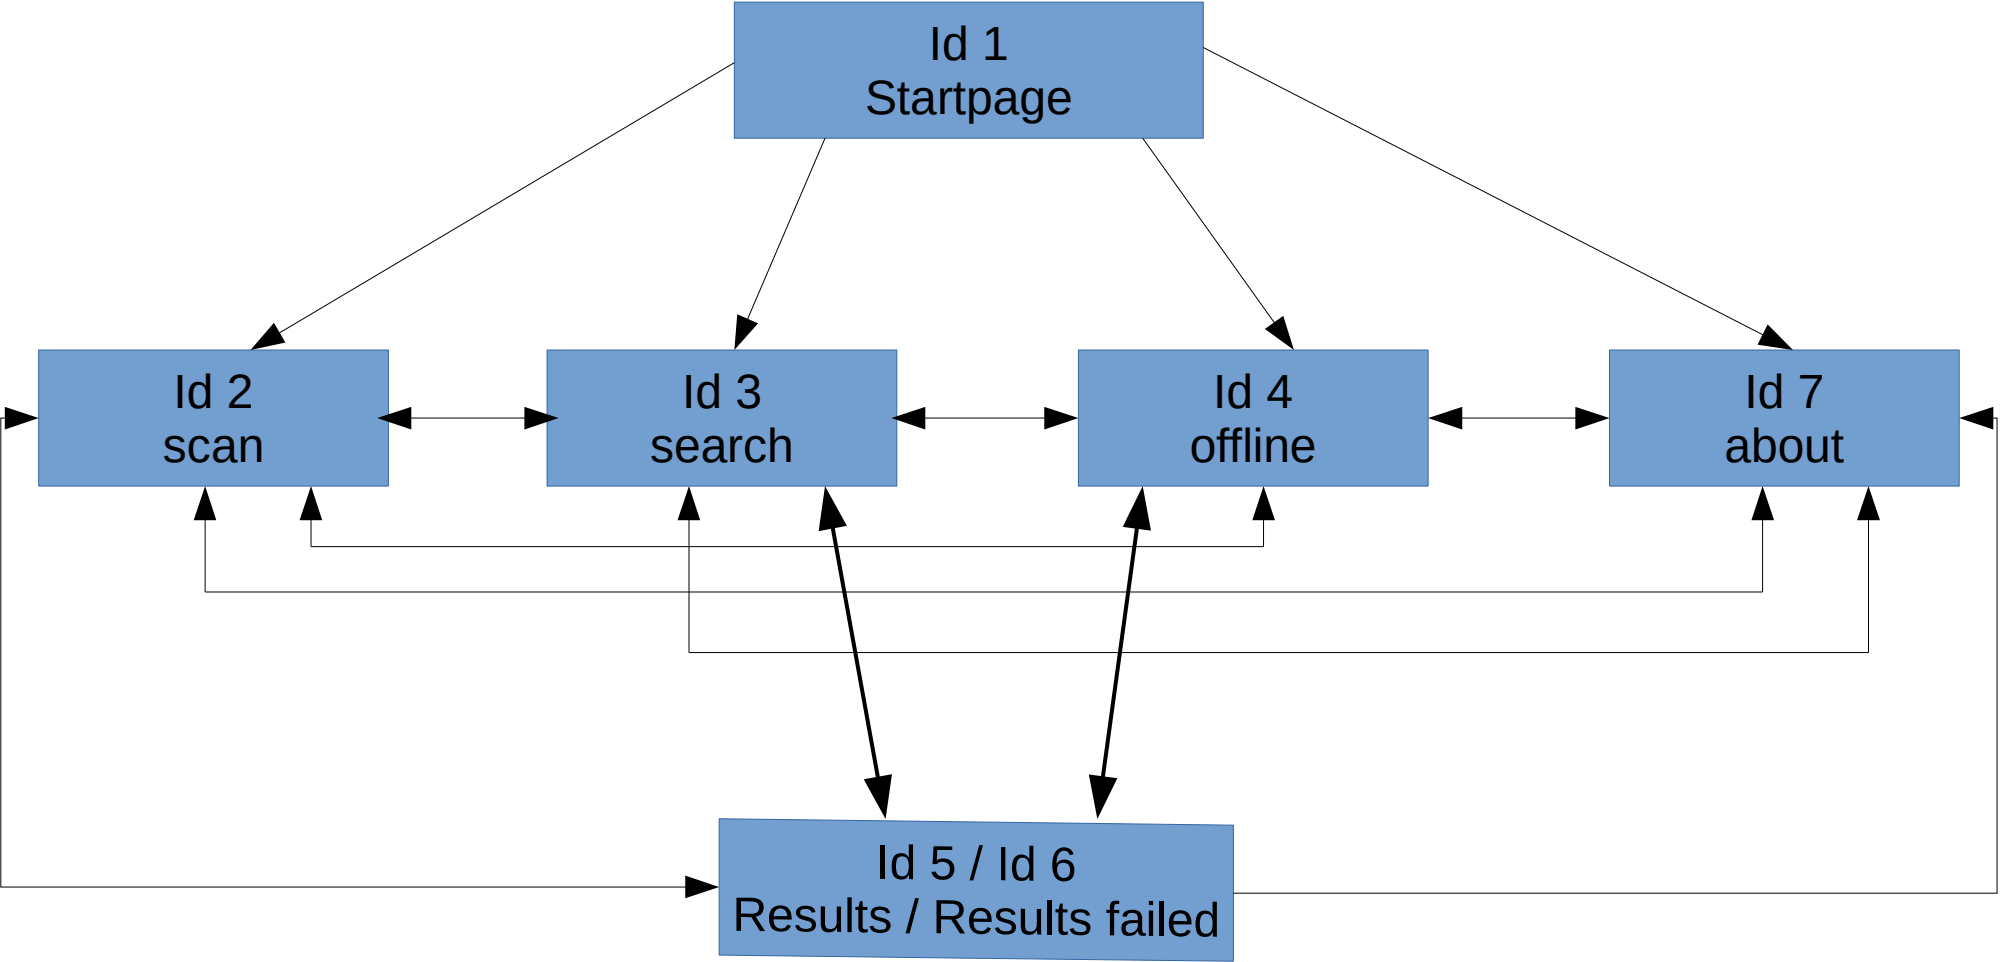 Id 1
Startpage
Id 2
scan
Id 3
search
Id 4
offline
Id 7
about
Id 5 / Id 6
Results / Results failed